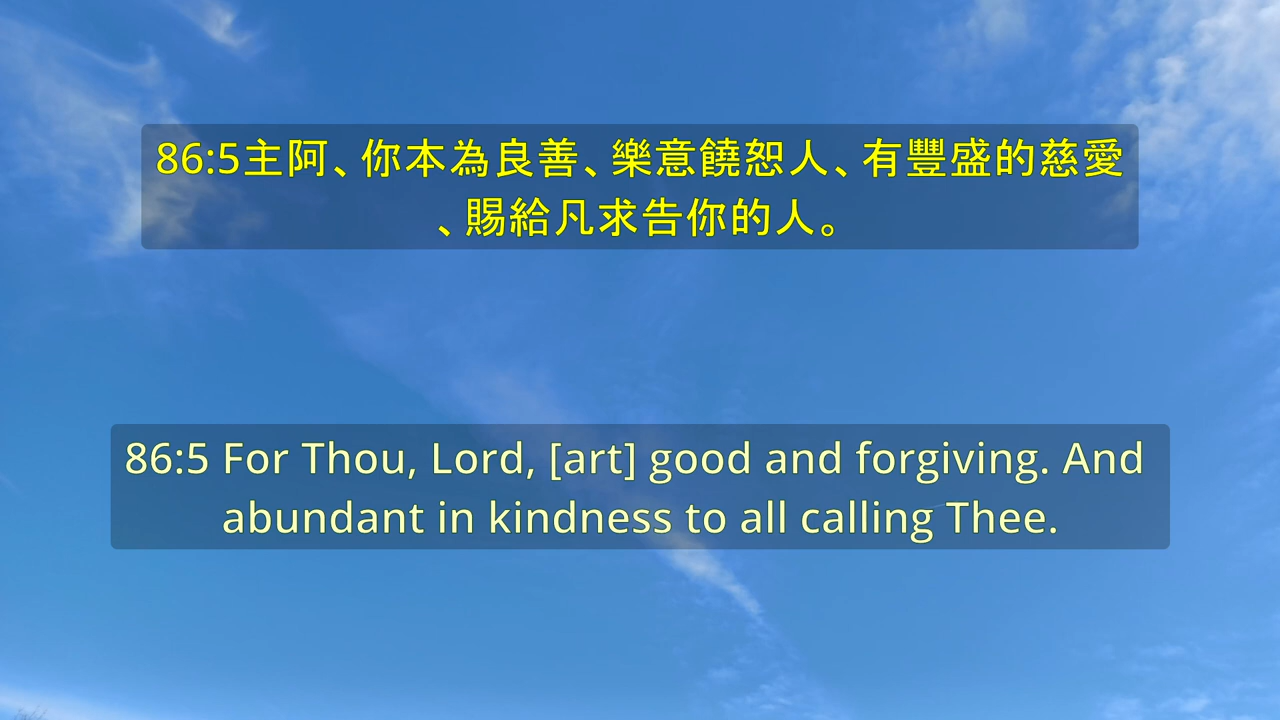 86:5主阿、你本為良善、樂意饒恕人、有豐盛的慈愛
、賜給凡求告你的人。
86:5 For Thou, Lord, [art] good and forgiving. And
abundant in kindness to all calling Thee.